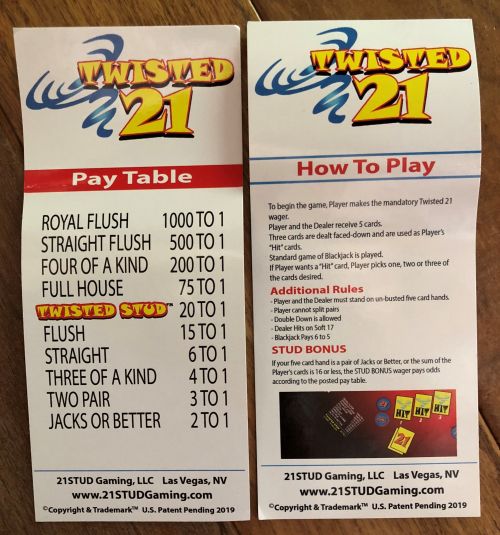 TWISTED
21
Pay Table
ROYAL FLUSH 1000 TO 1
STRAIGHT FLUSH 500 TO 1
FOUR OF A KIND 200 TO 1
FULL HOUSE 75 TO 1
TWISTED STUD™ 20 TO 1
FLUSH 15 TO 1
STRAIGHT 6 TO 1
THREE OF A KIND 4 TO 1
TWO PAIR 3 TO 1
JACKS OR BETTER 2 TO 1
21STUD Gaming, LLC Las Vegas, NV
www.21STUDGaming.com
©Copyright & Trademark™ U.S. Patent Pending 2019
TWISTED
21
How To Play
To begin the game, Player makes the mandatory Twisted 21
wager.
Player and the Dealer receive 5 cards.
Three cards are dealt faced-down and are used as Player's
"Hit" cards.
Standard game of Blackjack is played.
If Player wants a "Hit" card, Player picks one, two or three of
the cards desired.
Additional Rules
- Player and the Dealer must stand on un-busted five card hands.
- Player cannot split pairs
- Double Down is allowed
- Dealer Hits on Soft 17
- Blackjack Pays 6 to 5
STUD BONUS
If your five card hand is a pair of Jacks or Better, or the sum of the
Player's cards is 16 or less, the STUD BONUS wager pays odds
according to the posted pay table.
HIT HIT HIT
1 2 3
21
21STUD Gaming, LLC Las Vegas, NV
www.21STUDGaming.com
©Copyright & Trademark™ U.S. Patent Pending 2019